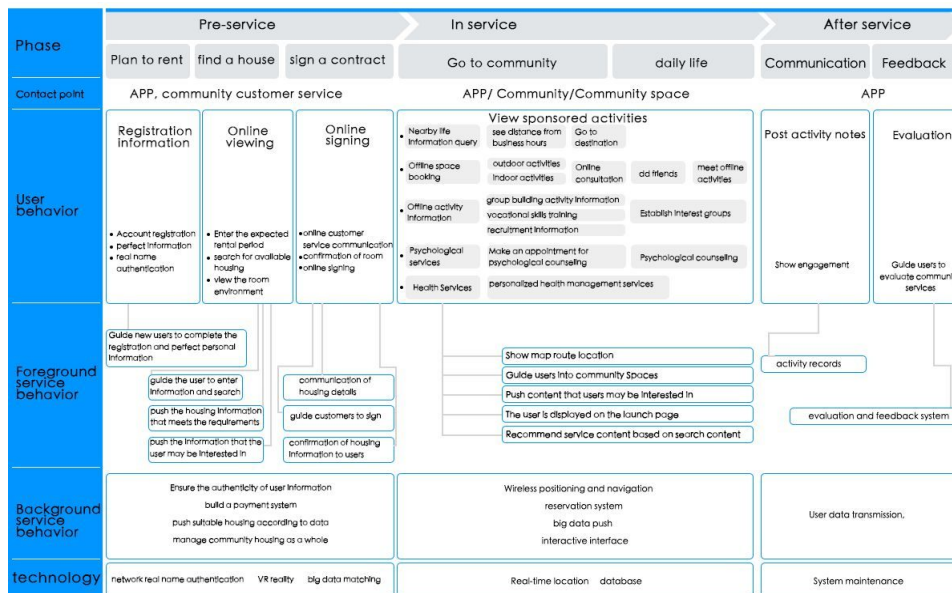 Phase
Pre-service
In service
After service
Plan to rent
find a house
sign a contract
Go to community
daily life
Communication
Feedback
Contact point
APP, community customer service
APP/ Community/Community space
APP
User
behavior
Registration
information
• Account registration
• perfect information
• real name
authentication
Online
viewing
• Enter the expected
rental period
• search for available
housing
• view the room
environment
Online
signing
• online customer
service communication
• confirmation of room
• online signing
View sponsored activities
• Nearby life
information query
see distance from
business hours
Go to
destination
• Offline space
booking
outdoor activities
indoor activities
Online
consultation
dd friends
meet offline
activities
• Offline activity
information
group building activity information
vocational skills training
recruitment information
Establish interest groups
• Psychological
services
Make an appointment for
psychological counseling
Psychological counseling
• Health Services
personalized health management services
Post activity notes
Show engagement
Evaluation
Guide users to
evaluate commun
services
Foreground
service
behavior
Guide new users to complete the
registration and perfect personal
information
guide the user to enter
information and search
push the housing information
that meets the requirements
push the information that the
user may be interested in
communication of
housing details
guide customers to sign
confirmation of housing
information to users
Show map route location
Guide users into community Spaces
Push content that users may be interested in
The user is displayed on the launch page
Recommend service content based on search content
activity records
evaluation and feedback system
Background
service
behavior
Ensure the authenticity of user information
build a payment system
push suitable housing according to data
manage community housing as a whole
Wireless positioning and navigation
reservation system
big data push
interactive interface
User data transmission,
technology
network real name authentication VR reality big data matching
Real-time location database
System maintenance